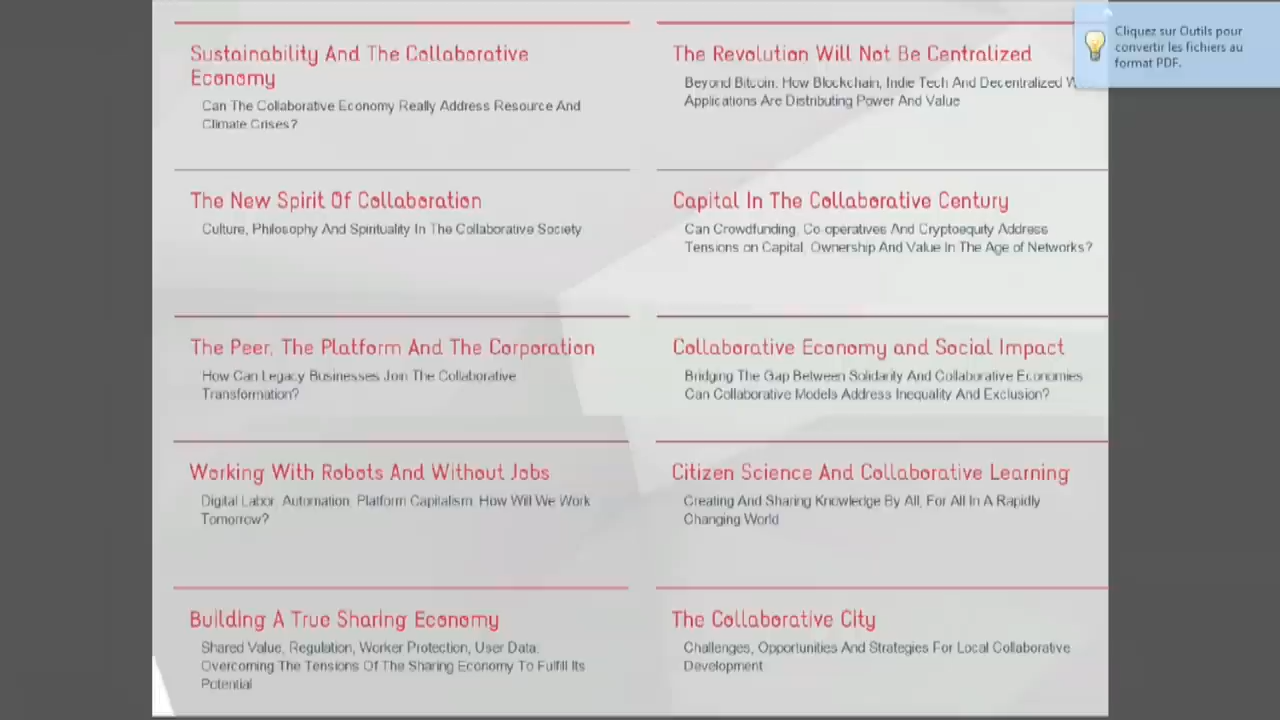 Sustainability And The Collaborative
Economy
Can The Collaborative Economy Really Address Resource And
Climate Crises?
The Revolution Will Not Be Centralized
Beyond Bitcoin: How Blockchain, Indie Tech And Decentralized
Applications Are Distributing Power And Value
Cliquez sur Outils pour
convertir les fichiers au
format PDF.
The New Spirit Of Collaboration
Culture, Philosophy And Spirituality In The Collaborative Society
Capital In The Collaborative Century
Can Crowdfunding, Co-operatives And Cryptoequity Address
Tensions on Capital, Ownership And Value In The Age of Networks?
The Peer, The Platform And The Corporation
How Can Legacy Businesses Join The Collaborative
Transformation?
Collaborative Economy and Social Impact
Bridging The Gap Between Solidarity And Collaborative Economies
Can Collaborative Models Address Inequality And Exclusion?
Working With Robots And Without Jobs
Digital Labor, Automation, Platform Capitalism: How Will We Work
Tomorrow?
Citizen Science And Collaborative Learning
Creating And Sharing Knowledge By All, For All In A Rapidly
Changing World
Building A True Sharing Economy
Shared Value, Regulation, Worker Protection, User Data:
Overcoming The Tensions Of The Sharing Economy To Fulfill Its
Potential
The Collaborative City
Challenges, Opportunities And Strategies For Local Collaborative
Development